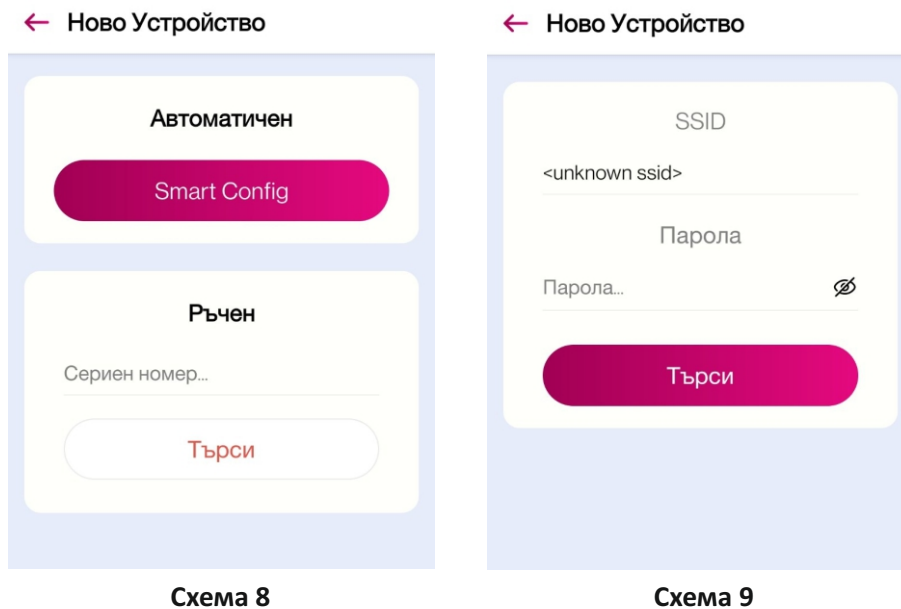 ← Ново Устройство
Автоматичен
Smart Config
Ръчен
Сериен номер...
Търси
Схема 8
← Ново Устройство
SSID
<unknown ssid>
Парола
Парола...
Търси
Схема 9